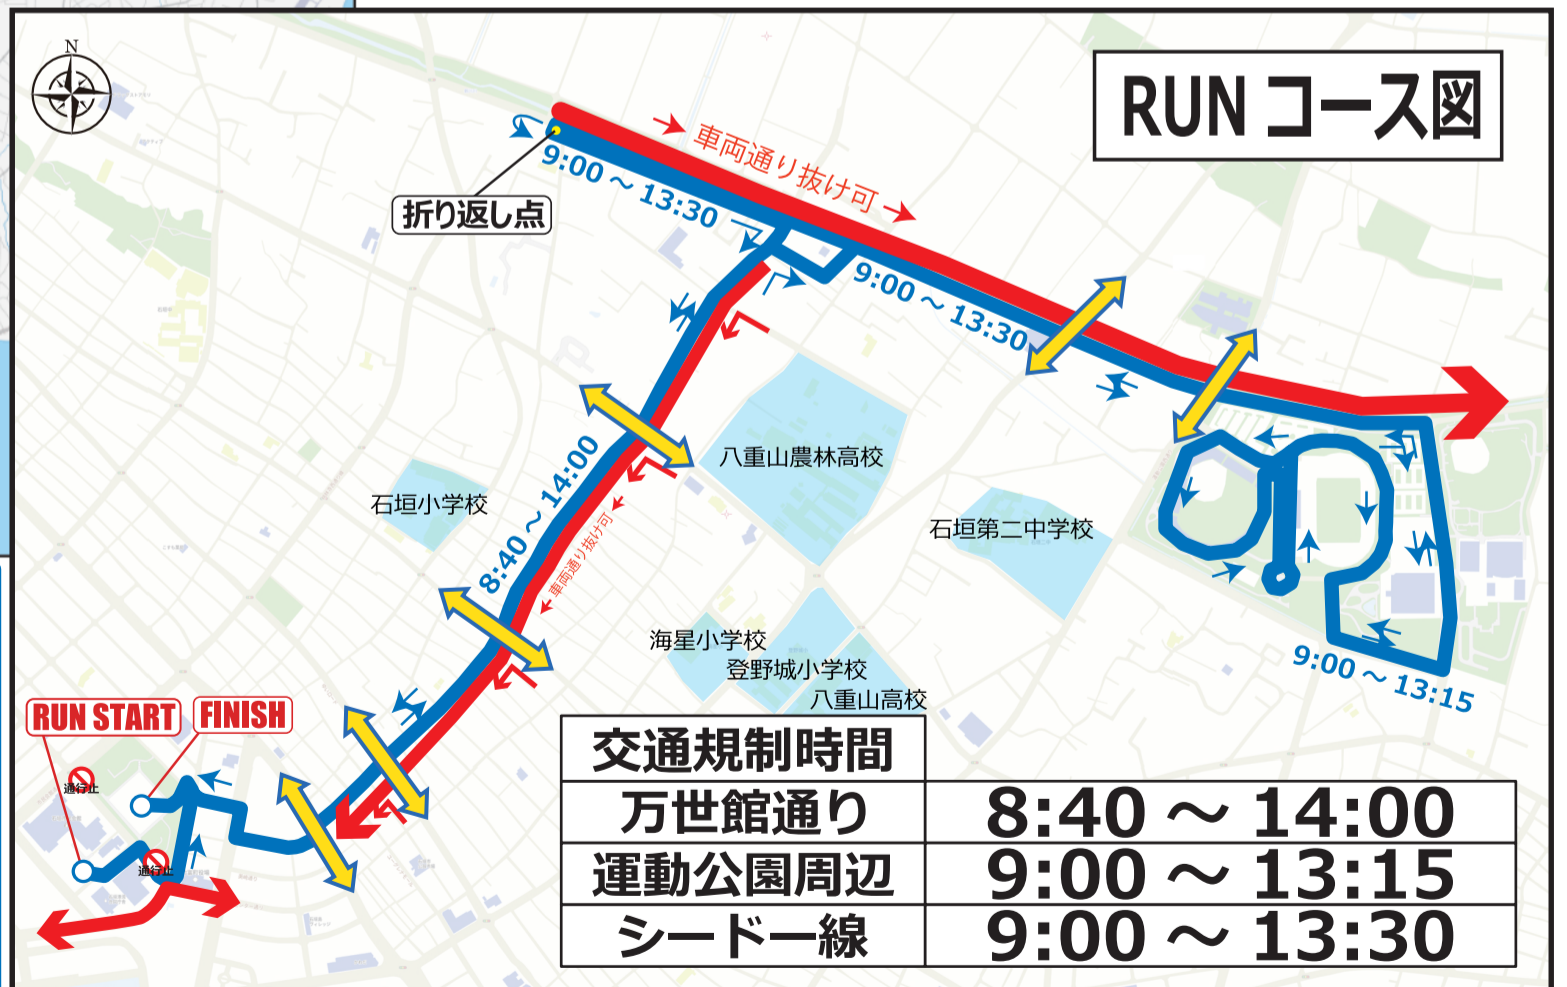 N
RUN コース図
車両通り抜け可
9:00 ～ 13:30
折り返し点
9:00 ～ 13:30
八重山農林高校
石垣小学校
8:40 ～ 14:00
車両通り抜け可
石垣第二中学校
海星小学校
登野城小学校
八重山高校
9:00 ～ 13:15
RUN START
FINISH
通行止
通行止
交通規制時間
万世館通り 8:40 ～ 14:00
運動公園周辺 9:00 ～ 13:15
シード一線 9:00 ～ 13:30